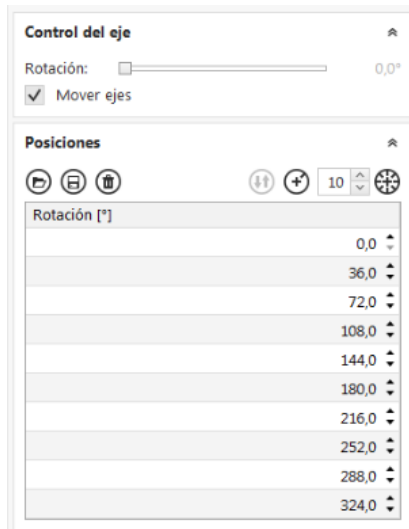 Control del eje
Rotación: 0,0°
Mover ejes
Posiciones
10
Rotación [°]
0,0
36,0
72,0
108,0
144,0
180,0
216,0
252,0
288,0
324,0